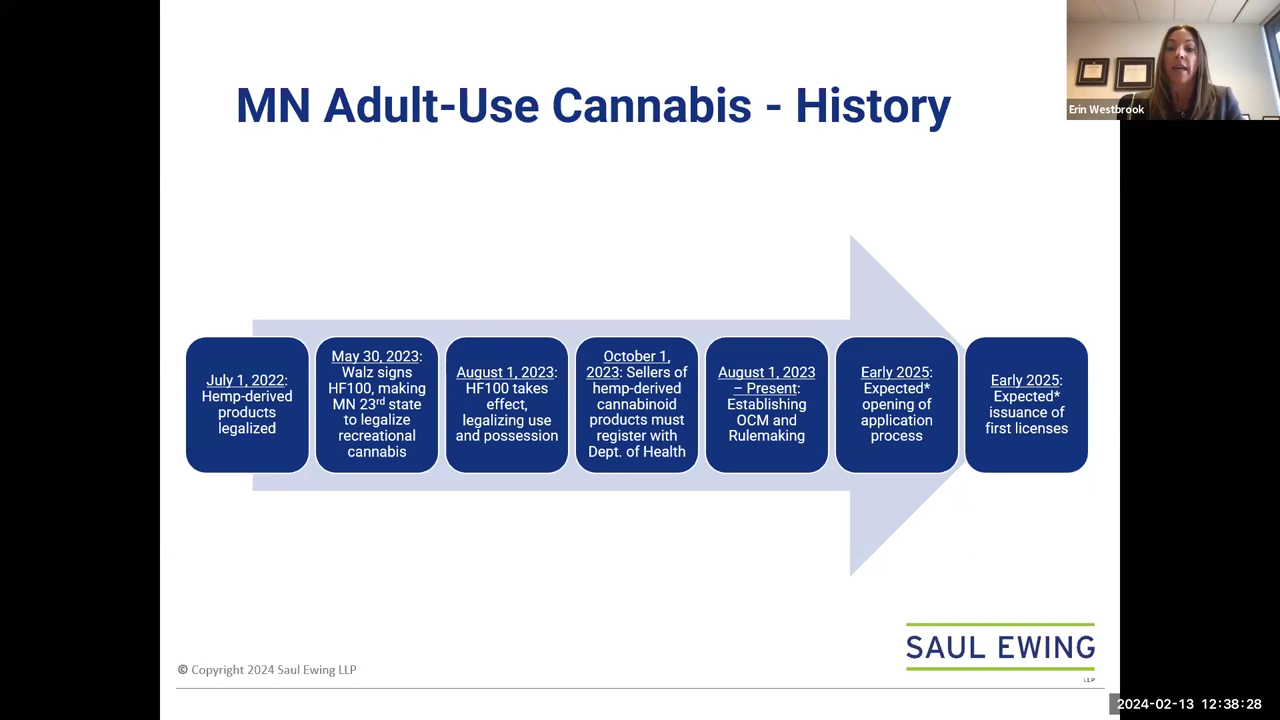 MN Adult-Use Cannabis - History
Erin Westbrook
July 1, 2022:
Hemp-derived
products
legalized
May 30, 2023:
Walz signs
HF100, making
MN 23rd state
to legalize
recreational
cannabis
August 1, 2023:
HF100 takes
effect,
legalizing use
and possession
October 1,
2023: Sellers of
hemp-derived
cannabinoid
products must
register with
Dept. of Health
August 1, 2023
– Present:
Establishing
OCM and
Rulemaking
Early 2025:
Expected*
opening of
application
process
Early 2025:
Expected*
issuance of
first licenses
SAUL EWING
LLP
© Copyright 2024 Saul Ewing LLP
2024-02-13 12:38:28